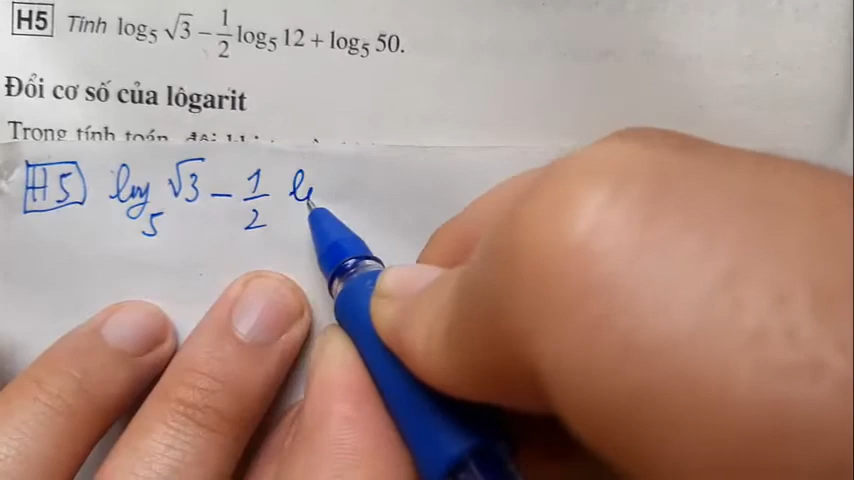 H5 Tính log₅ √3 − 1/2 log₅ 12 + log₅ 50.
Đổi cơ số của lôgarit
Trong tính toán,
H5 log₅ √3 − 1/2